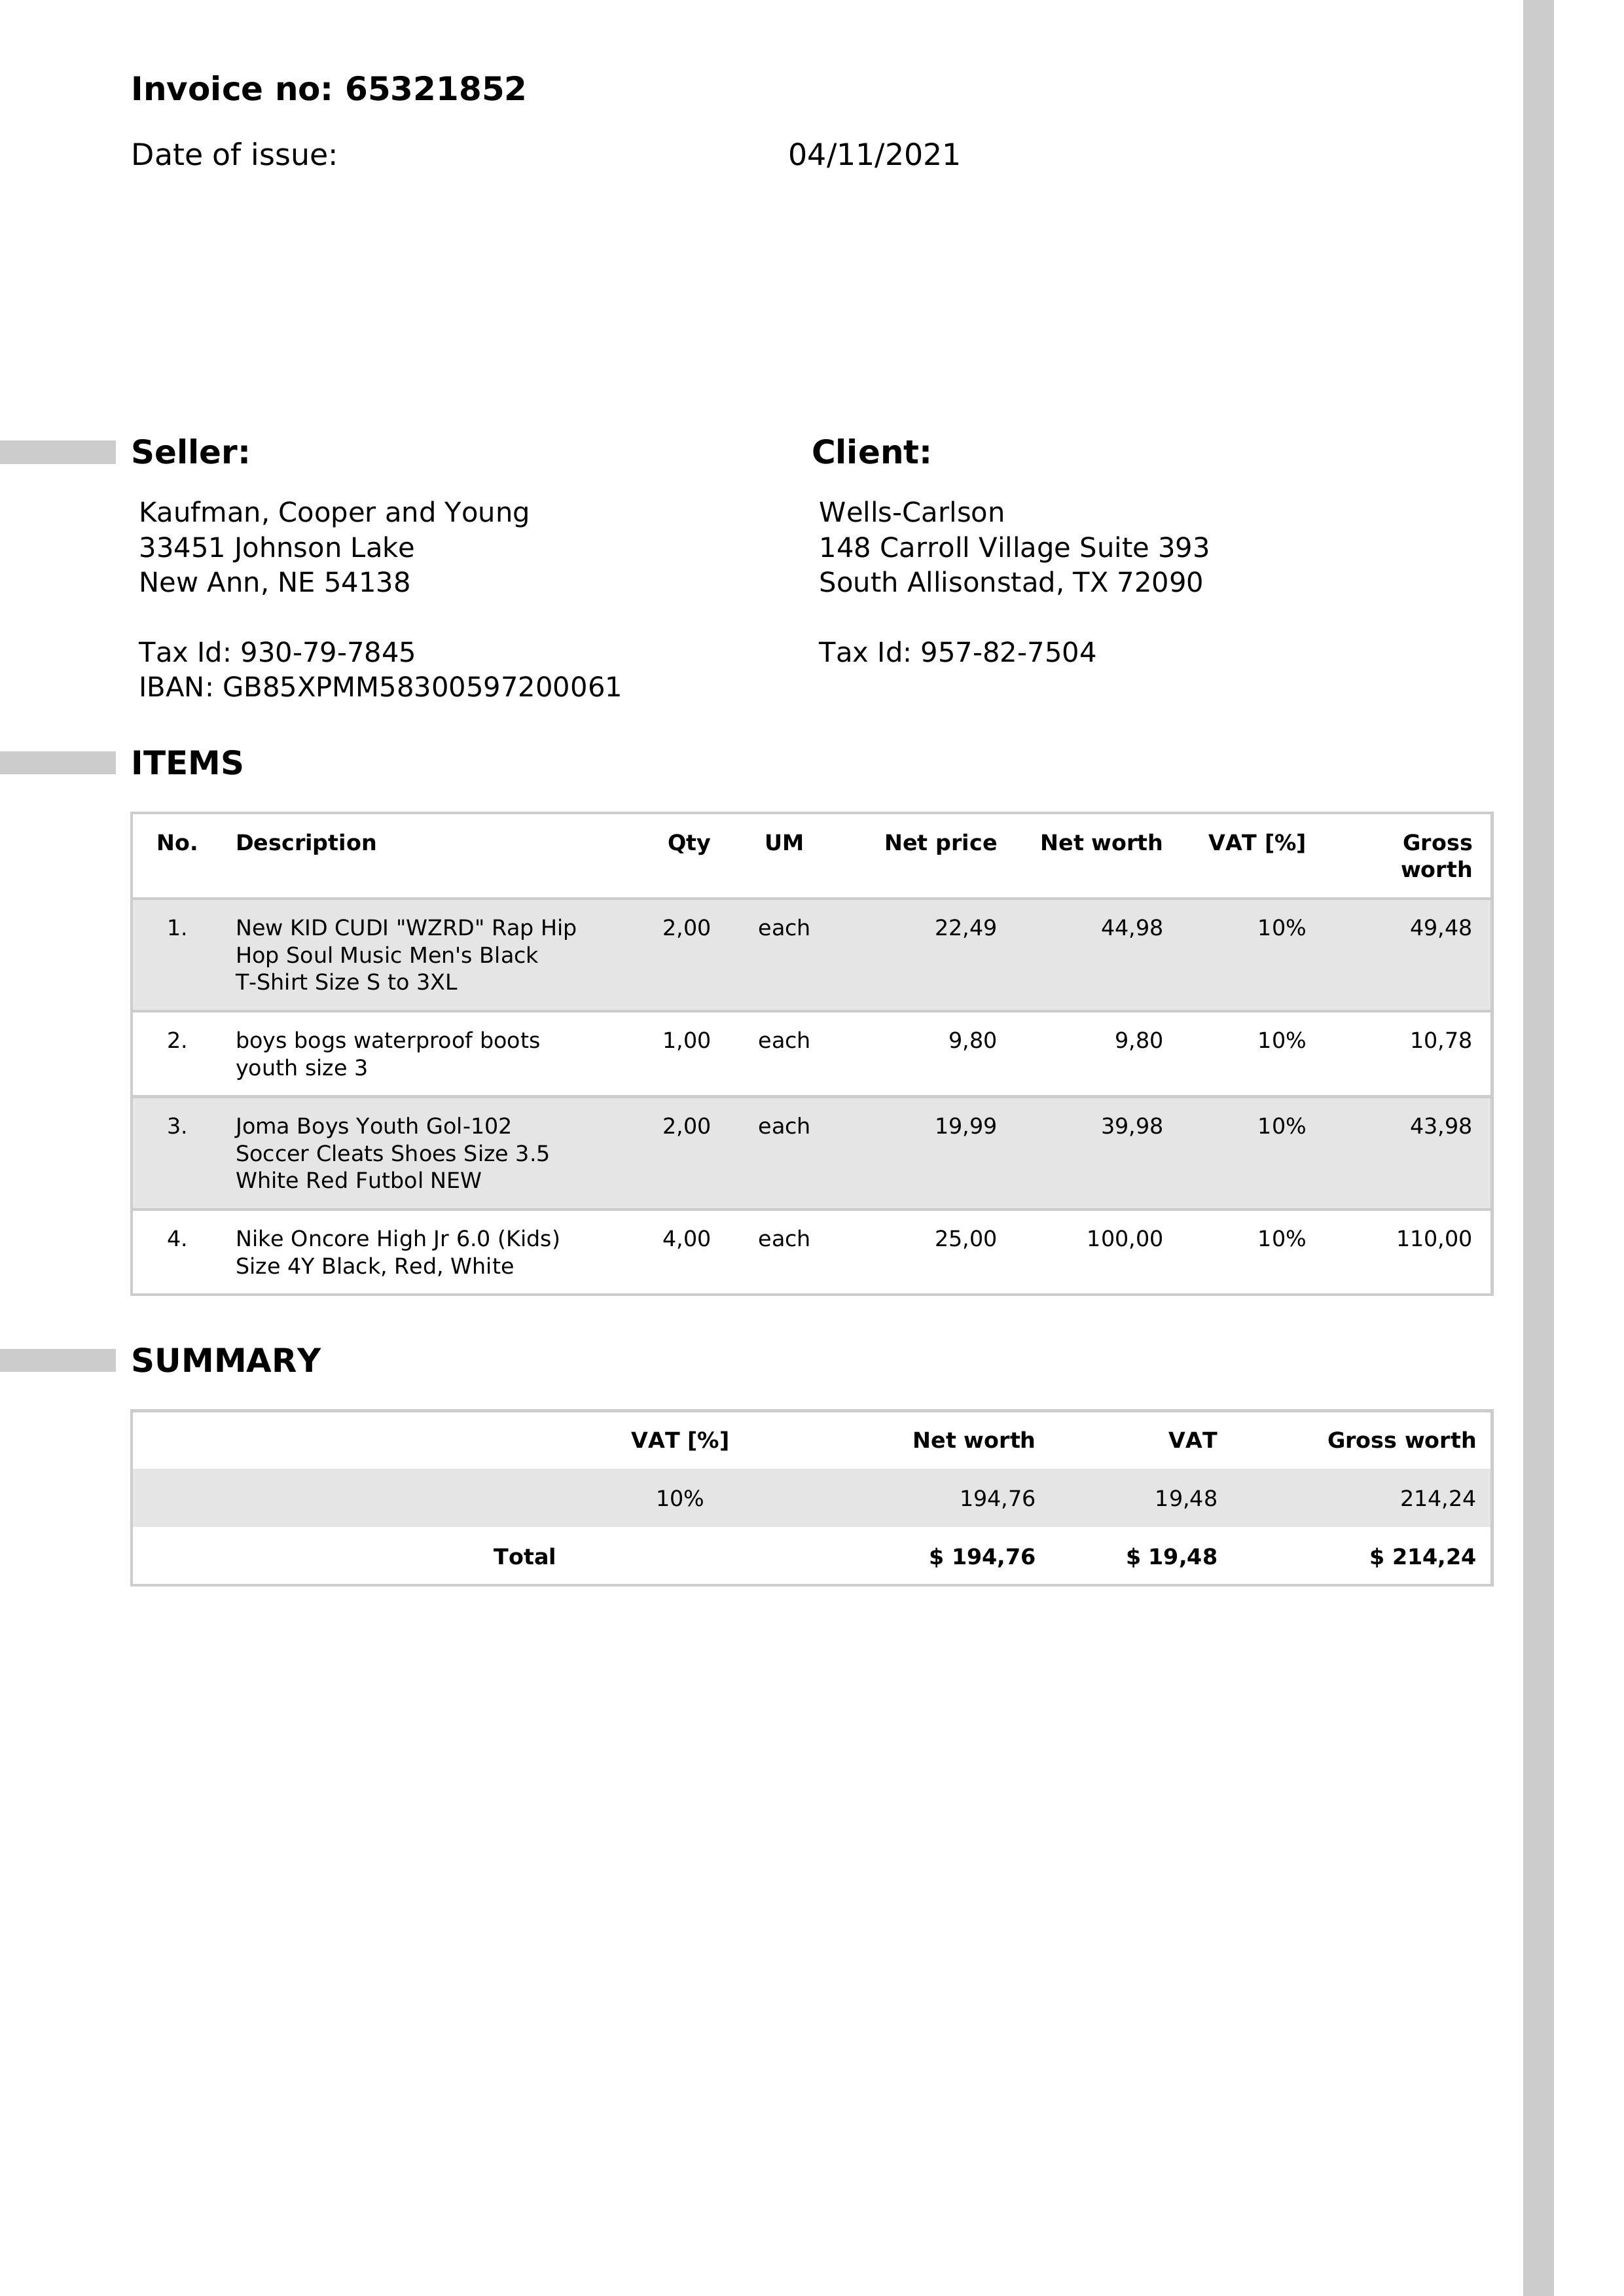 Invoice no: 65321852
Date of issue: 04/11/2021
Seller: Client:
Kaufman, Cooper and Young Wells-Carlson
33451 Johnson Lake 148 Carroll Village Suite 393
New Ann, NE 54138 South Allisonstad, TX 72090
Tax Id: 930-79-7845 Tax Id: 957-82-7504
IBAN: GB85XPMM58300597200061
ITEMS
No. Description Qty UM Net price Net worth VAT [%] Gross
worth
1. New KID CUDI "WZRD" Rap Hip 2,00 each 22,49 44,98 10% 49,48
Hop Soul Music Men's Black
T-Shirt Size S to 3XL
2. boys bogs waterproof boots 1,00 each 9,80 9,80 10% 10,78
youth size 3
3. Joma Boys Youth Gol-102 2,00 each 19,99 39,98 10% 43,98
Soccer Cleats Shoes Size 3.5
White Red Futbol NEW
4. Nike Oncore High Jr 6.0 (Kids) 4,00 each 25,00 100,00 10% 110,00
Size 4Y Black, Red, White
SUMMARY
VAT [%] Net worth VAT Gross worth
10% 194,76 19,48 214,24
Total $ 194,76 $ 19,48 $ 214,24